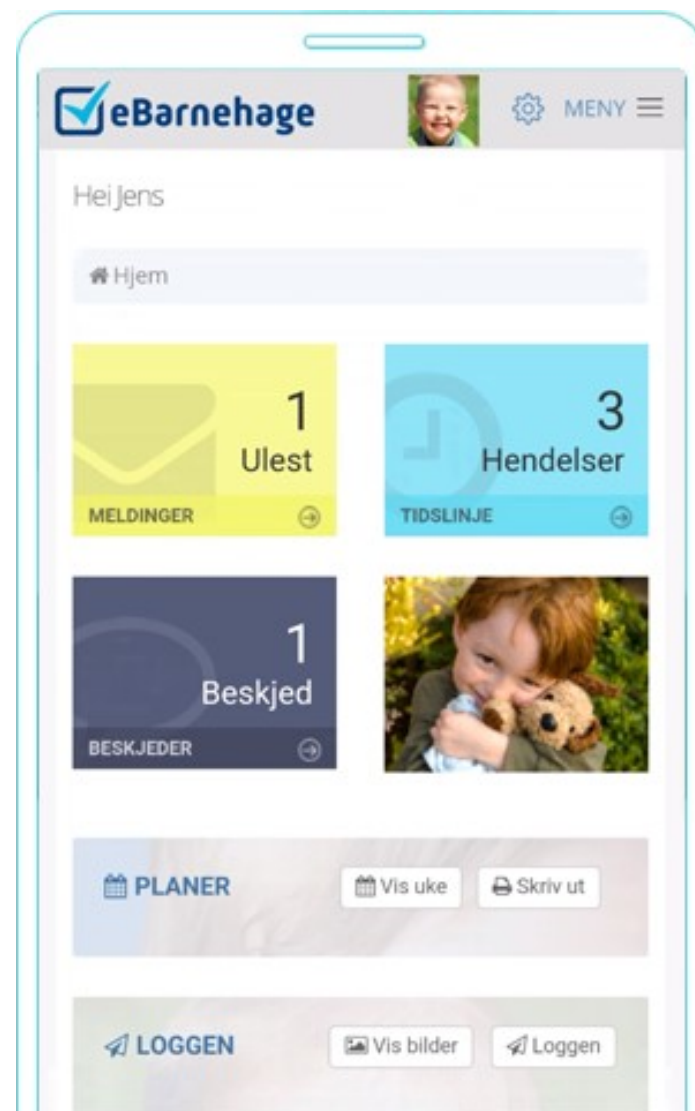 eBarnehage MENY
Hei Jens
Hjem
1
Ulest
MELDINGER
3
Hendelser
TIDSLINJE
1
Beskjed
BESKJEDER
PLANER Vis uke Skriv ut
LOGGEN Vis bilder Loggen